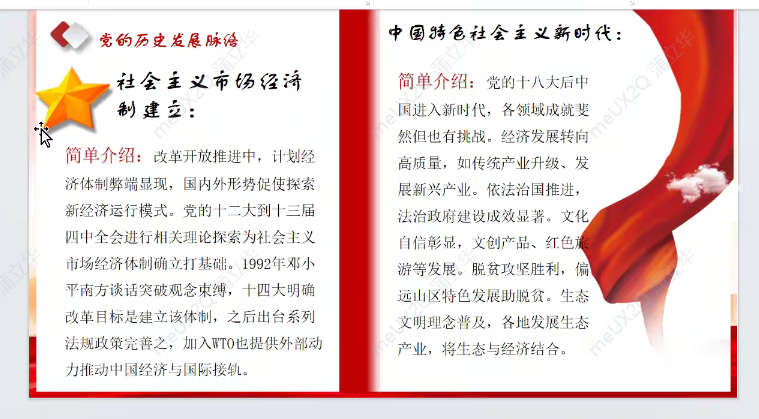 党的历史发展脉络
社会主义市场经济
制建立：
简单介绍：改革开放推进中，计划经
济体制弊端显现，国内外形势促使探索
新经济运行模式。党的十二大到十三届
四中全会进行相关理论探索为社会主义
市场经济体制确立打基础。1992年邓小
平南方谈话突破观念束缚，十四大明确
改革目标是建立该体制，之后出台系列
法规政策完善之，加入WTO也提供外部动
力推动中国经济与国际接轨。
中国特色社会主义新时代：
简单介绍：党的十八大后中
国进入新时代，各领域成就斐
然但也有挑战。经济发展转向
高质量，如传统产业升级、发
展新兴产业。依法治国推进，
法治政府建设成效显著。文化
自信彰显，文创产品、红色旅
游等发展。脱贫攻坚胜利，偏
远山区特色发展助脱贫。生态
文明理念普及，各地发展生态
产业，将生态与经济结合。
meUX2Q 蒲立华